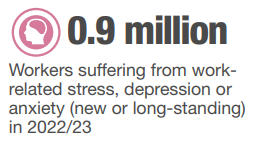 0.9 million
Workers suffering from work-
related stress, depression or
anxiety (new or long-standing)
in 2022/23